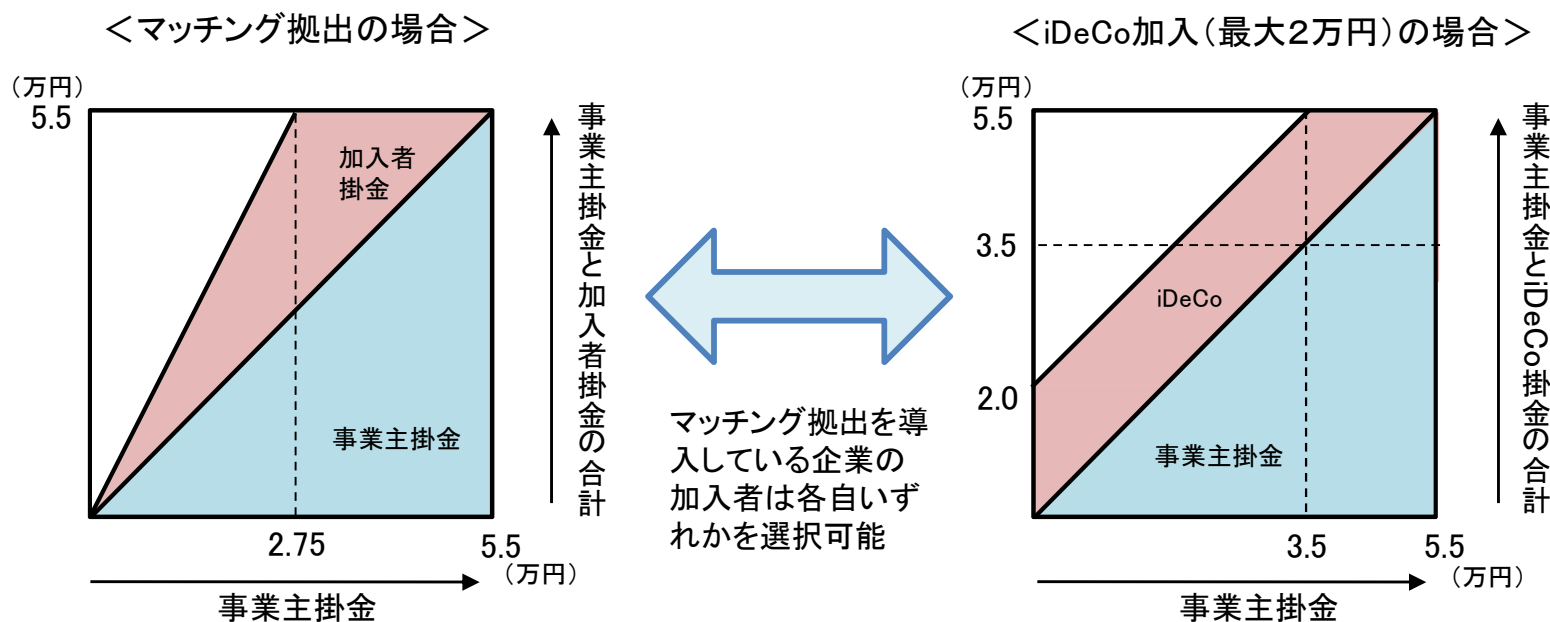 <マッチング拠出の場合>
(万円)
5.5
加入者
掛金
事業主掛金
2.75
5.5
(万円)
事業主掛金
事業主掛金と加入者掛金の合計
マッチング拠出を導
入している企業の
加入者は各自いず
れかを選択可能
<iDeCo加入(最大2万円)の場合>
(万円)
5.5
3.5
2.0
iDeCo
事業主掛金
3.5
5.5
(万円)
事業主掛金
事業主掛金とiDeCo掛金の合計